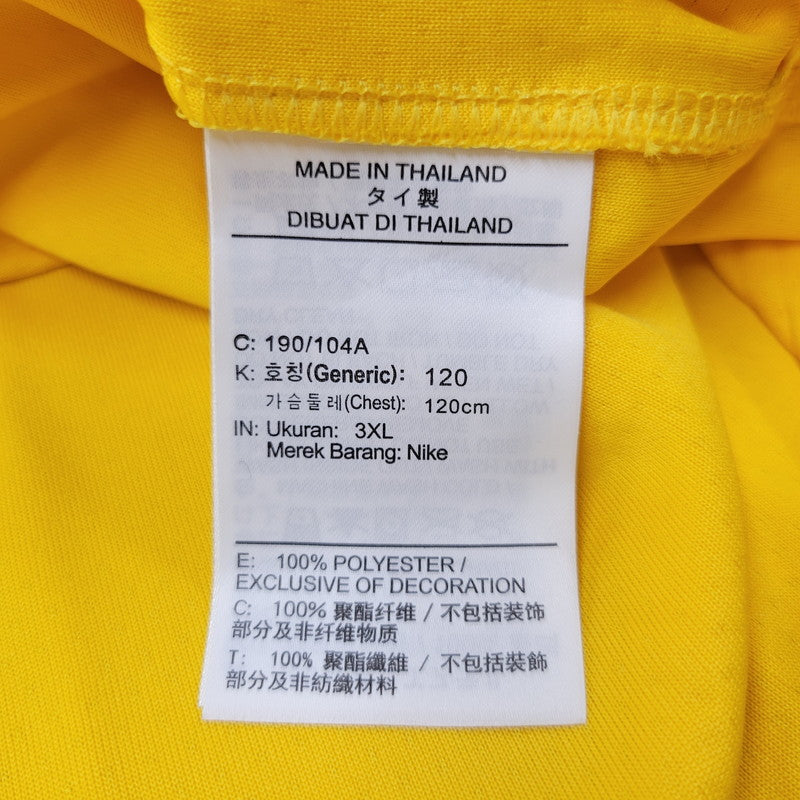 MADE IN THAILAND
タイ製
DIBUAT DI THAILAND
C: 190/104A
K: 호칭(Generic): 120
가슴둘레(Chest): 120cm
IN: Ukuran: 3XL
Merek Barang: Nike
E: 100% POLYESTER /
EXCLUSIVE OF DECORATION
C: 100% 聚酯纤维 / 不包括装饰
部分及非纤维物质
T: 100% 聚酯纖維 / 不包括裝飾
部分及非紡織材料